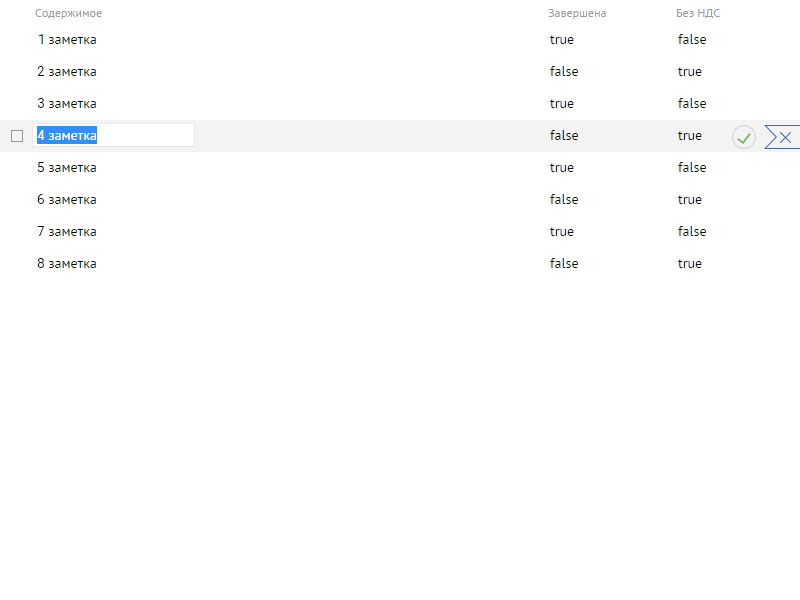 Содержимое Завершена Без НДС
1 заметка true false
2 заметка false true
3 заметка true false
4 заметка false true
5 заметка true false
6 заметка false true
7 заметка true false
8 заметка false true